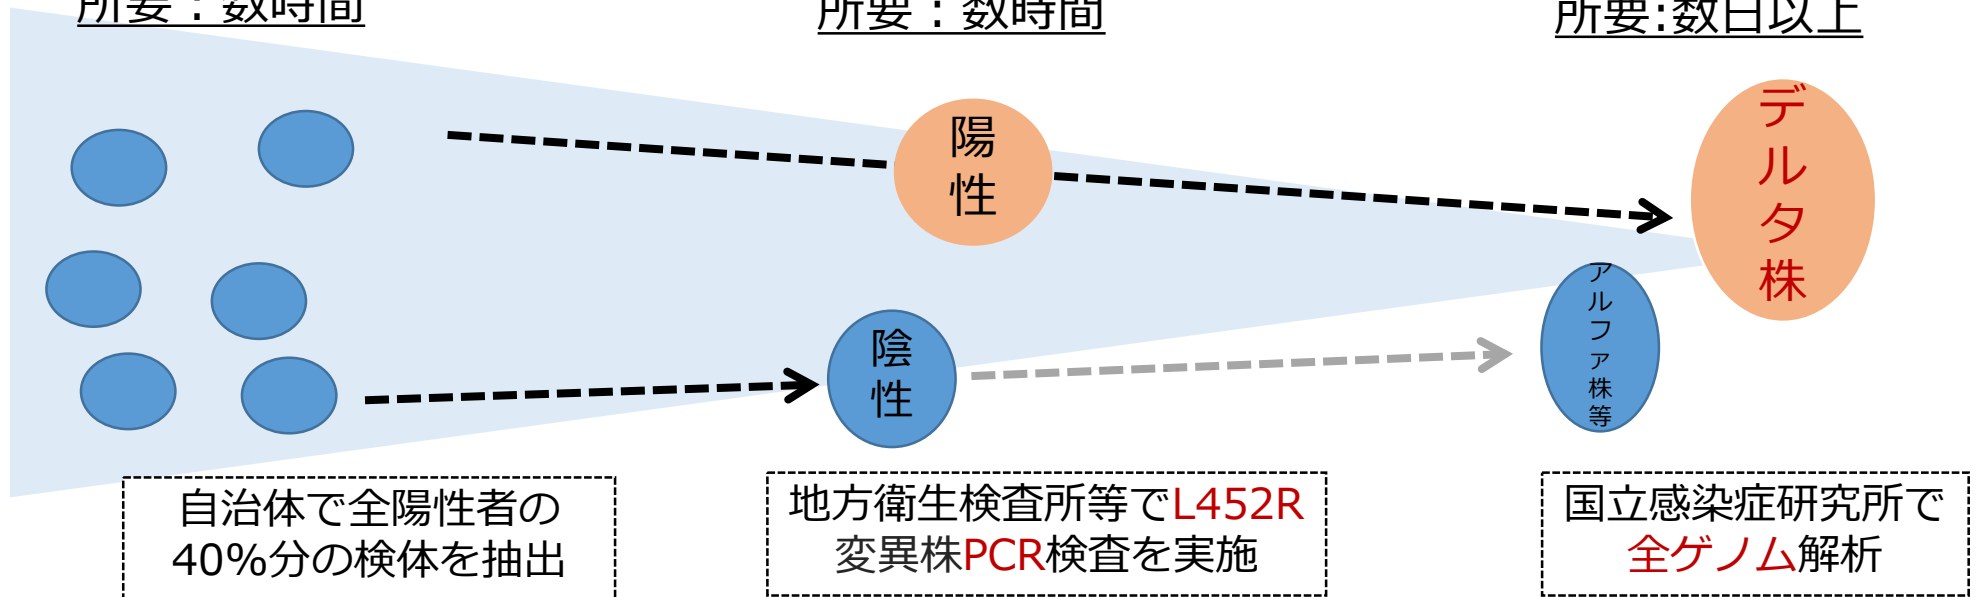 所要：数時間
所要：数時間
所要:数日以上
陽性
デルタ株
陰性
アルファ株等
自治体で全陽性者の
40%分の検体を抽出
地方衛生検査所等でL452R
変異株PCR検査を実施
国立感染症研究所で
全ゲノム解析